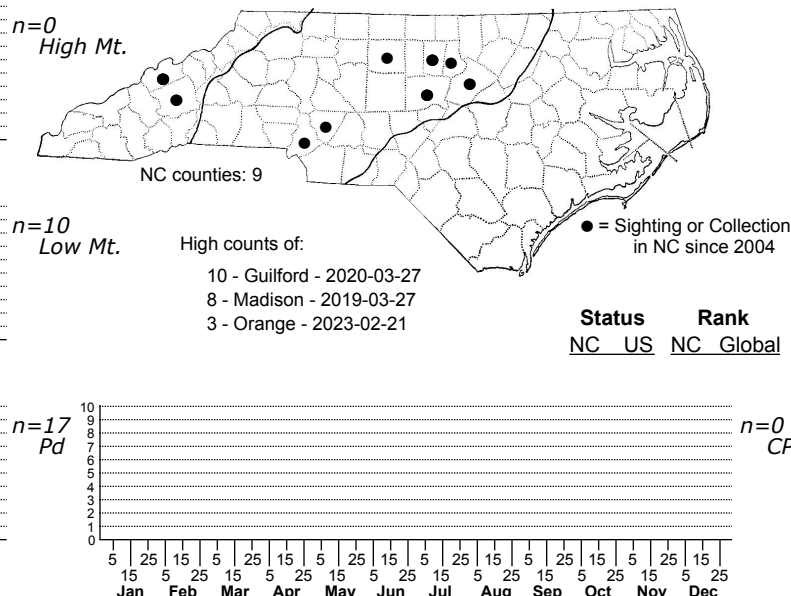 n=0
High Mt.
NC counties: 9
n=10
Low Mt.
High counts of:
10 - Guilford - 2020-03-27
8 - Madison - 2019-03-27
3 - Orange - 2023-02-21
● = Sighting or Collection
in NC since 2004
Status Rank
NC US NC Global
n=17
Pd
10
9
8
7
6
5
4
3
2
1
0
n=0
CP
5 25 15 5 25 15 5 25 15 5 25 15 5 25 15 5 25 15
15 5 25 15 5 25 15 5 25 15 5 25 15 5 25 15 5 25
Jan Feb Mar Apr May Jun Jul Aug Sep Oct Nov Dec